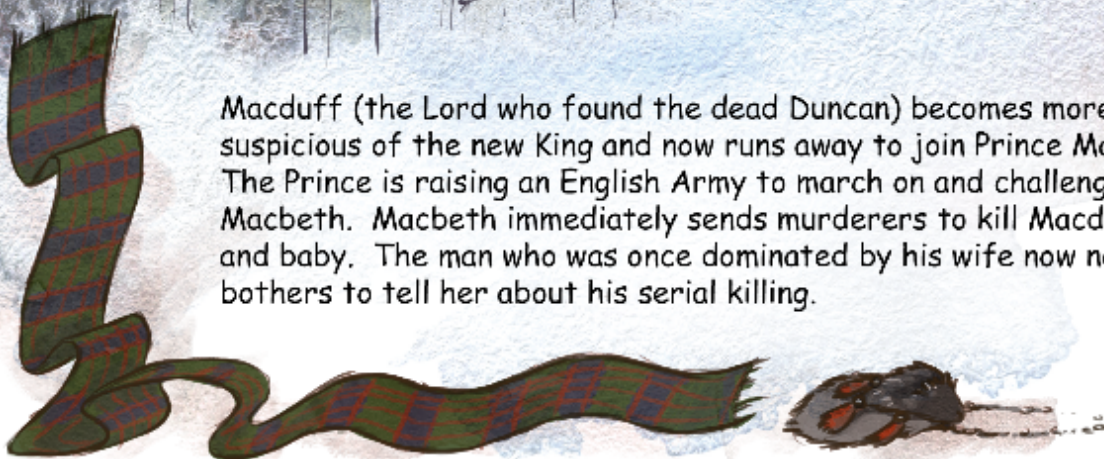 Macduff (the Lord who found the dead Duncan) becomes more
suspicious of the new King and now runs away to join Prince
The Prince is raising an English Army to march on and
Macbeth.  Macbeth immediately sends murderers to kill
and baby.  The man who was once dominated by his wife now
bothers to tell her about his serial killing.